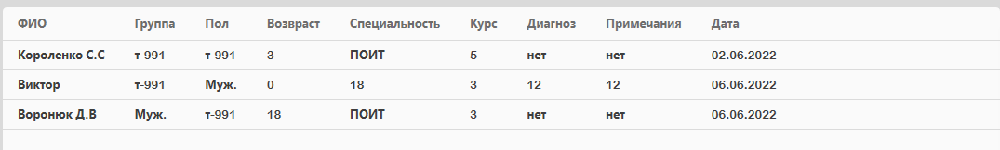 ФИО Группа Пол Возвраст Специальность Курс Диагноз Примечания Дата
Короленко С.С т-991 т-991 3 ПОИТ 5 нет нет 02.06.2022
Виктор т-991 Муж. 0 18 3 12 12 06.06.2022
Воронюк Д.В Муж. т-991 18 ПОИТ 3 нет нет 06.06.2022